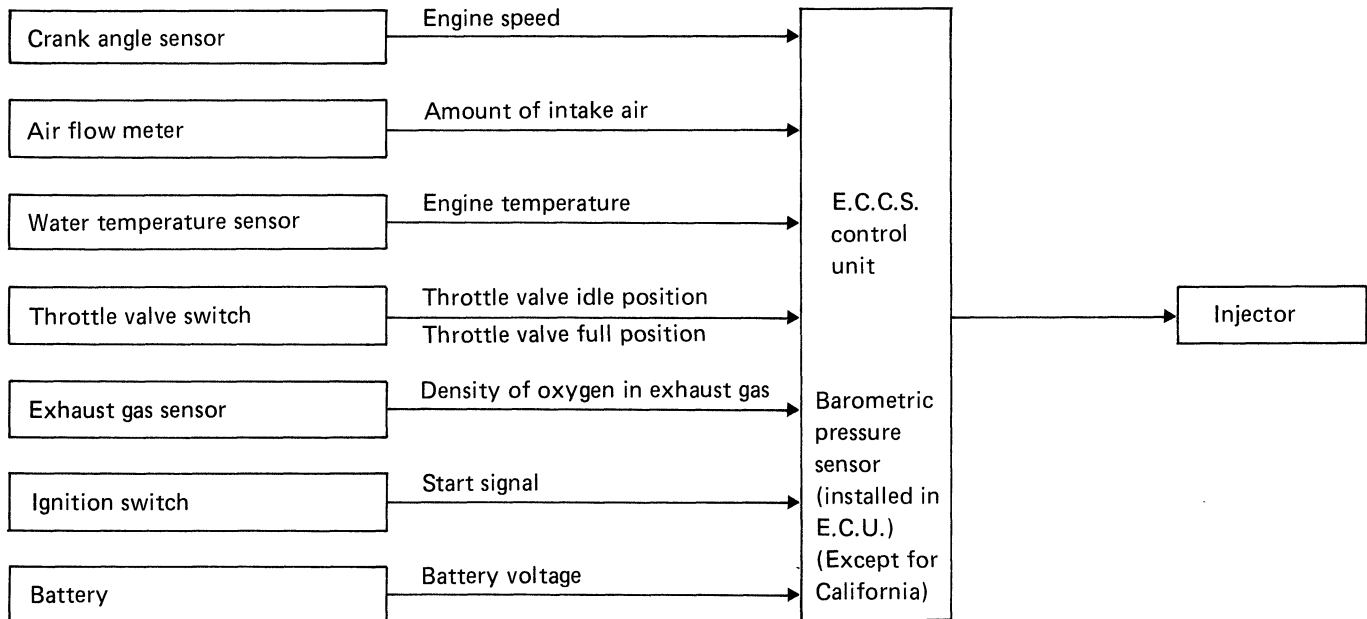 Crank angle sensor
Engine speed
Air flow meter
Amount of intake air
Water temperature sensor
Engine temperature
Throttle valve switch
Throttle valve idle position
Throttle valve full position
Exhaust gas sensor
Density of oxygen in exhaust gas
Ignition switch
Start signal
Battery
Battery voltage
E.C.C.S.
control
unit
Barometric
pressure
sensor
(installed in
E.C.U.)
(Except for
California)
Injector